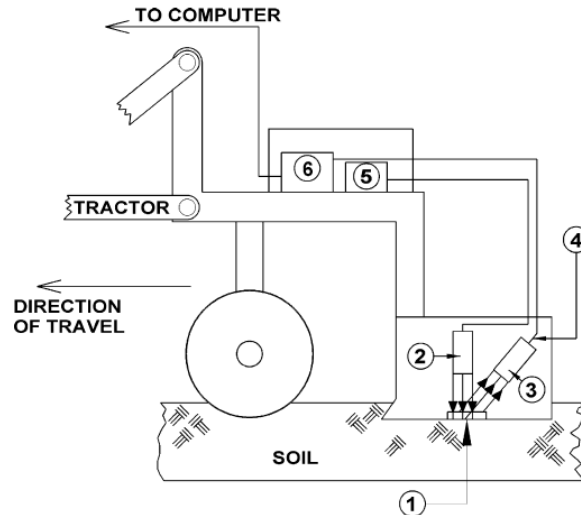 TO COMPUTER
6
5
TRACTOR
4
DIRECTION
OF TRAVEL
2
3
SOIL
1